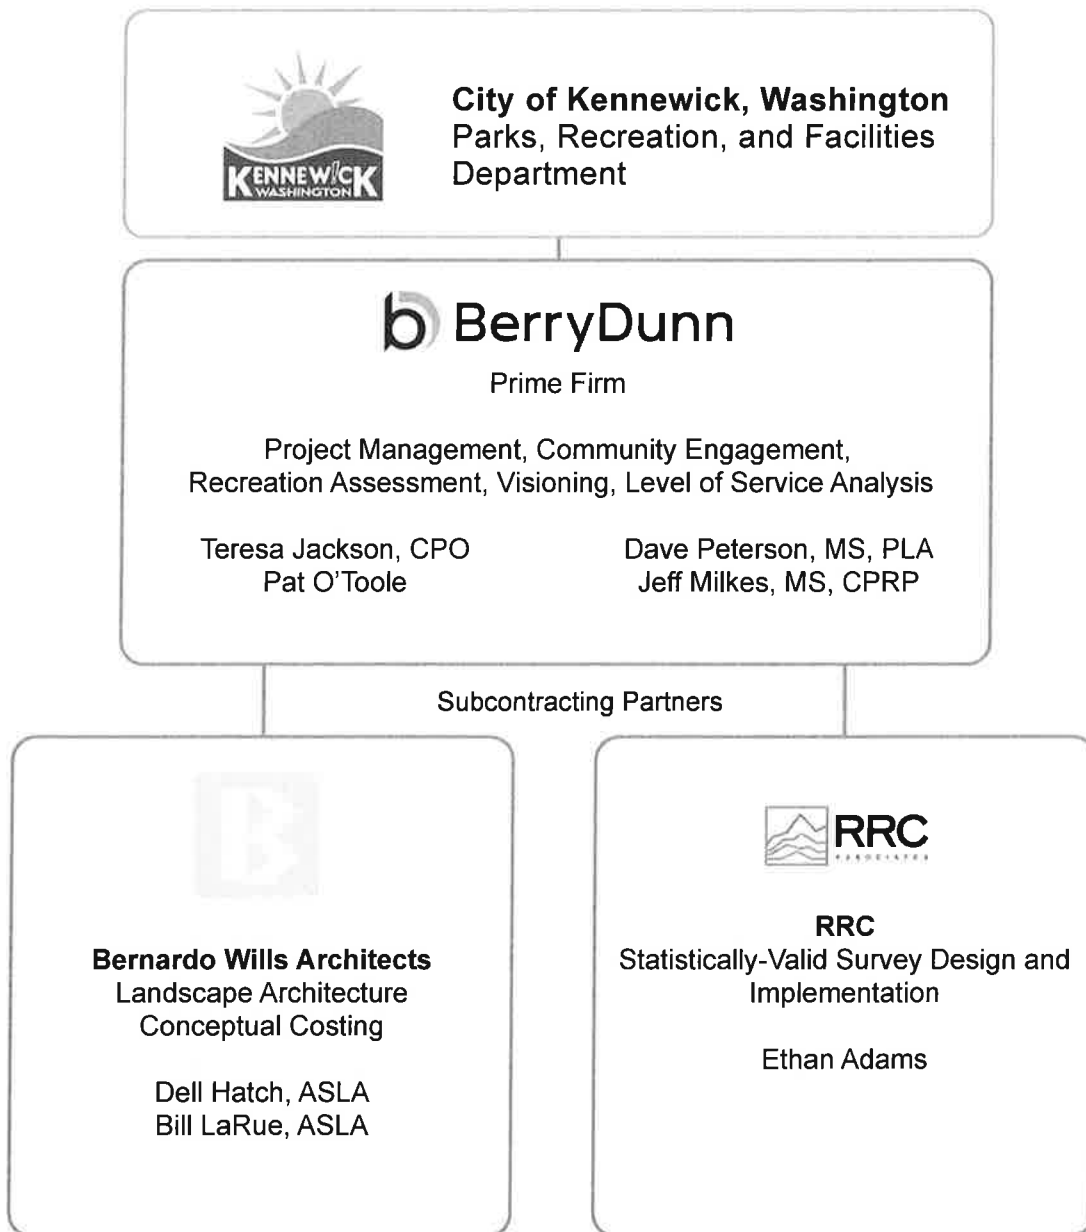 KENNEWICK
WASHINGTON
City of Kennewick, Washington
Parks, Recreation, and Facilities
Department
b BerryDunn
Prime Firm
Project Management, Community Engagement,
Recreation Assessment, Visioning, Level of Service Analysis
Teresa Jackson, CPO
Pat O'Toole
Dave Peterson, MS, PLA
Jeff Milkes, MS, CPRP
Subcontracting Partners
B
Bernardo Wills Architects
Landscape Architecture
Conceptual Costing
Dell Hatch, ASLA
Bill LaRue, ASLA
RRC
ASSOCIATES
RRC
Statistically-Valid Survey Design and
Implementation
Ethan Adams